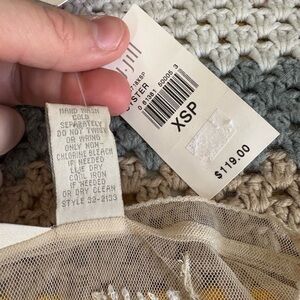 HAND WASH
COLD
SEPARATELY
DO NOT TWIST
OR WRING
ONLY NON-
CHLORINE BLEACH
IF NEEDED
LINE DRY
COOL IRON
IF NEEDED
OR DRY CLEAN
STYLE 32-2133
OYSTER
XSP
$119.00